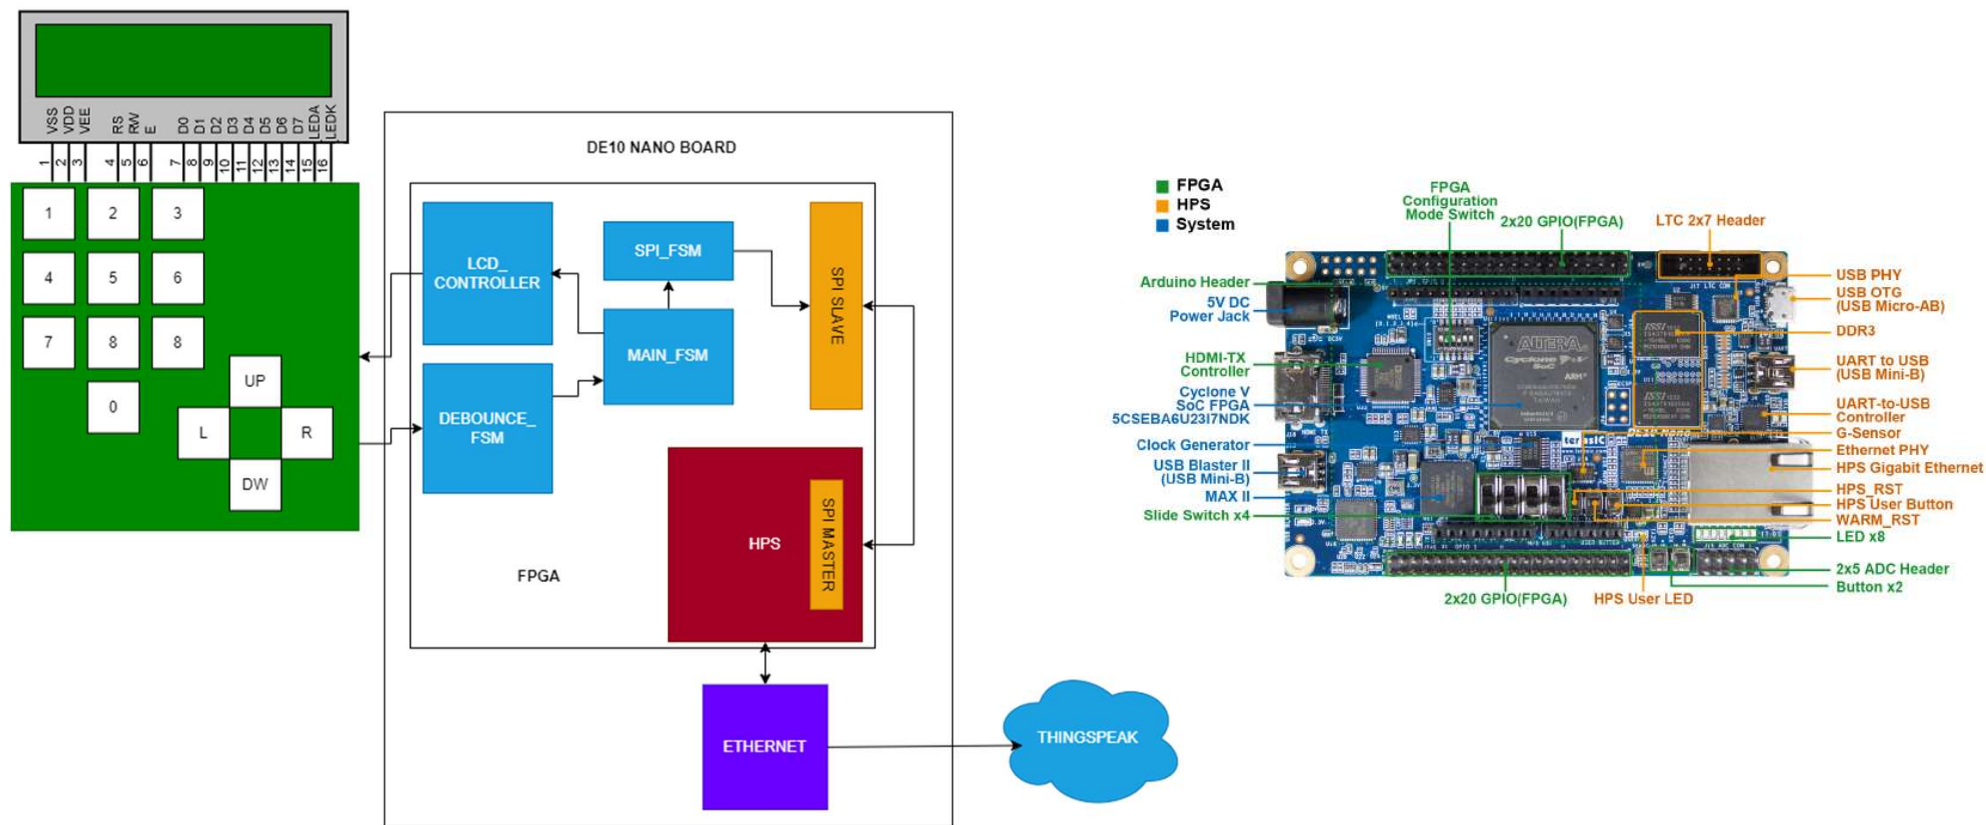 VSS
VDD
VEE
RS
RW
E
D0
D1
D2
D3
D4
D5
D6
D7
LEDA
LEDK
1
2
3
4
5
6
7
8
9
10
11
12
13
14
15
16
1 2 3
4 5 6
7 8 8
0
UP
L R
DW
DE10 NANO BOARD
LCD_
CONTROLLER
SPI_FSM
MAIN_FSM
DEBOUNCE_
FSM
SPI SLAVE
HPS
SPI MASTER
FPGA
ETHERNET
THINGSPEAK
FPGA
HPS
System
FPGA
Configuration
Mode Switch
2x20 GPIO(FPGA)
LTC 2x7 Header
Arduino Header
5V DC
Power Jack
HDMI-TX
Controller
Cyclone V
SoC FPGA
5CSEBA6U23I7NDK
Clock Generator
USB Blaster II
(USB Mini-B)
MAX II
Slide Switch x4
USB PHY
USB OTG
(USB Micro-AB)
DDR3
UART to USB
(USB Mini-B)
UART-to-USB
Controller
G-Sensor
Ethernet PHY
HPS Gigabit Ethernet
HPS_RST
HPS User Button
WARM_RST
LED x8
2x5 ADC Header
Button x2
2x20 GPIO(FPGA)
HPS User LED
ALTERA
Cyclone V
SoC
ARM
ISSI
ISSI
terasIC